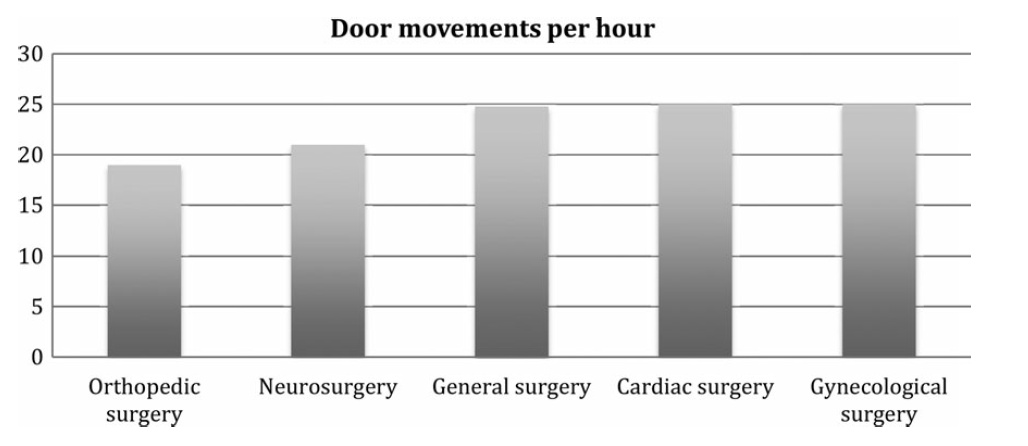 Door movements per hour
30
25
20
15
10
5
0
Orthopedic
surgery
Neurosurgery
General surgery
Cardiac surgery
Gynecological
surgery